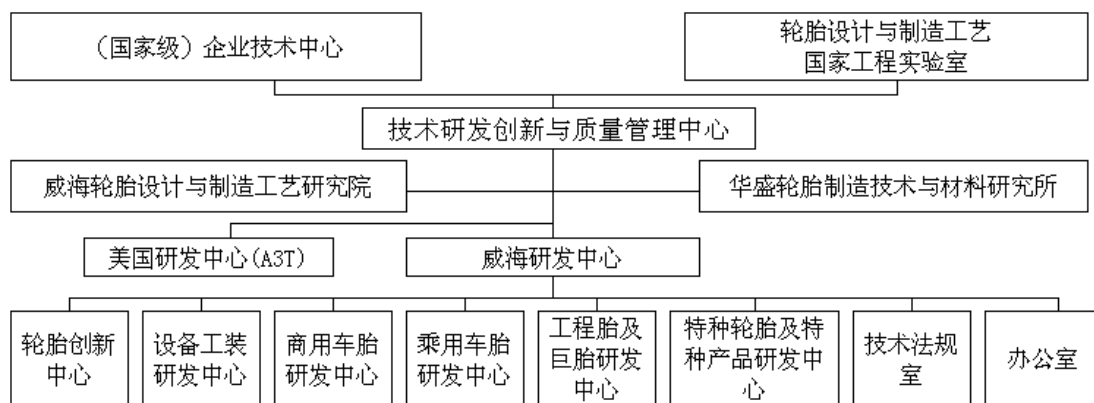 （国家级）企业技术中心
轮胎设计与制造工艺
国家工程实验室
技术研发创新与质量管理中心
威海轮胎设计与制造工艺研究院
华盛轮胎制造技术与材料研究所
美国研发中心(A3T)
威海研发中心
轮胎创新
中心
设备工装
研发中心
商用车胎
研发中心
乘用车胎
研发中心
工程胎及
巨胎研发
中心
特种轮胎及特
种产品研发中
心
技术法规
室
办公室